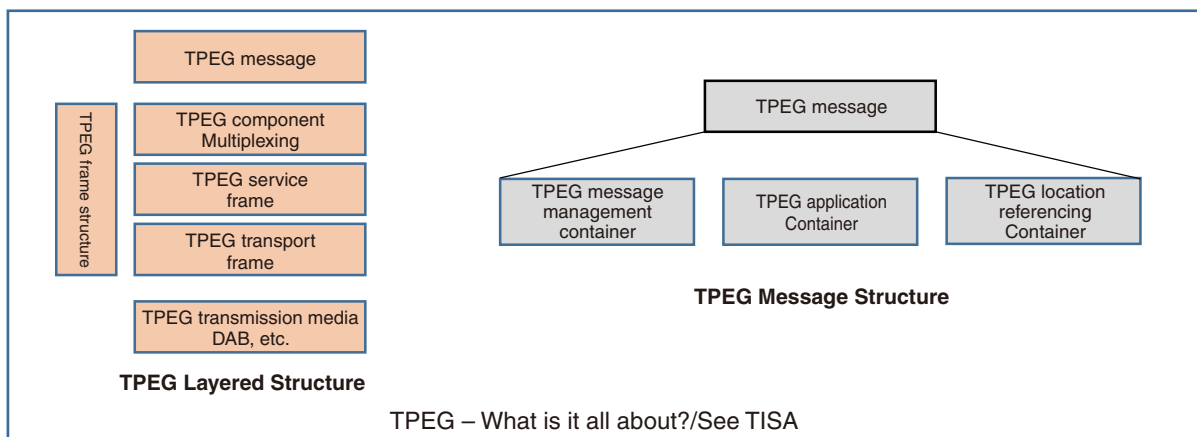 TPEG message
TPEG frame structure
TPEG component
Multiplexing
TPEG service
frame
TPEG transport
frame
TPEG transmission media
DAB, etc.
TPEG Layered Structure
TPEG message
TPEG message
management
container
TPEG application
Container
TPEG location
referencing
Container
TPEG Message Structure
TPEG – What is it all about?/See TISA